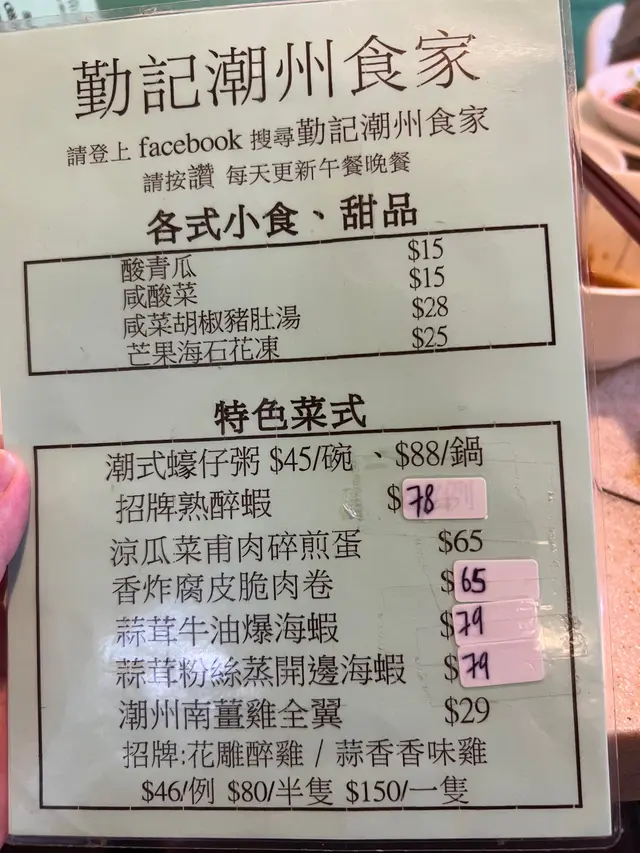 勤記潮州食家
請登上 facebook 搜尋勤記潮州食家
請按讚 每天更新午餐晚餐
各式小食、甜品
酸青瓜 $15
咸酸菜 $15
咸菜胡椒豬肚湯 $28
芒果海石花凍 $25
特色菜式
潮式蠔仔粥 $45/碗 、$88/鍋
招牌熟醉蝦 $78
涼瓜菜甫肉碎煎蛋 $65
香炸腐皮脆肉卷 $65
蒜茸牛油爆海蝦 $79
蒜茸粉絲蒸開邊海蝦 $79
潮州南薑雞全翼 $29
招牌:花雕醉雞 / 蒜香香味雞
$46/例 $80/半隻 $150/一隻